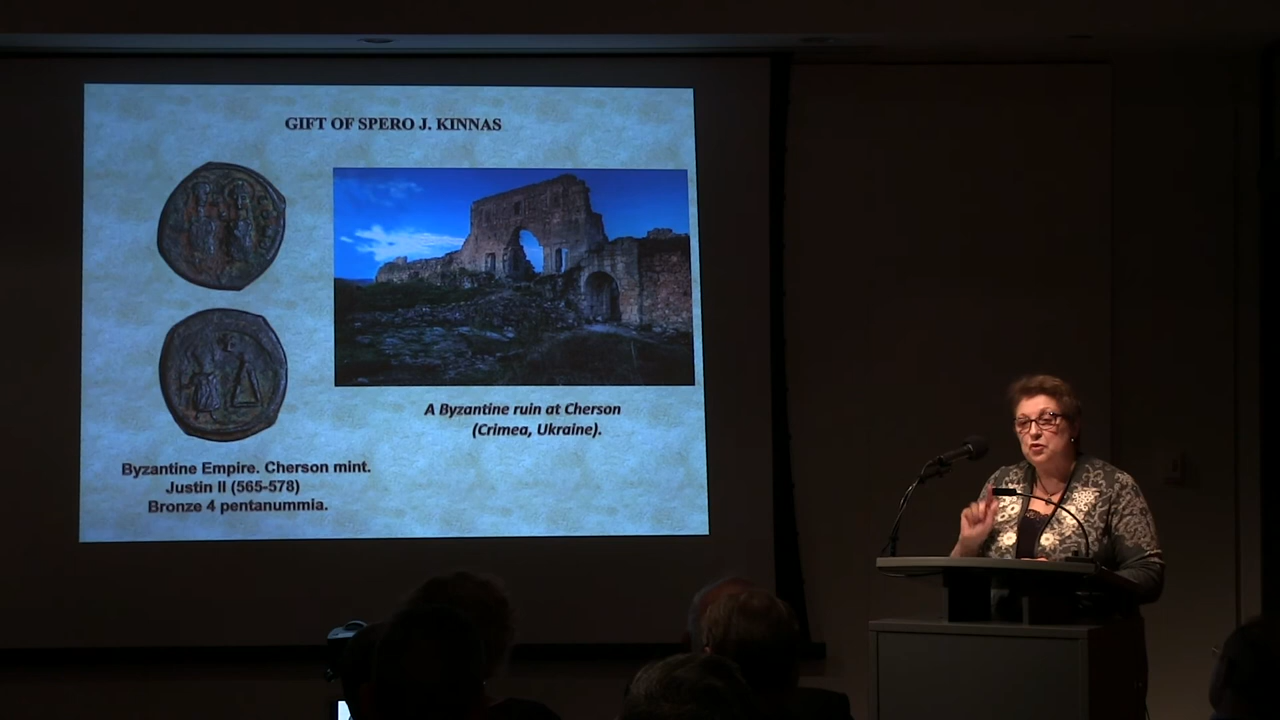 GIFT OF SPERO J. KINNAS
A Byzantine ruin at Cherson
(Crimea, Ukraine).
Byzantine Empire. Cherson mint.
Justin II (565-578)
Bronze 4 pentanummia.